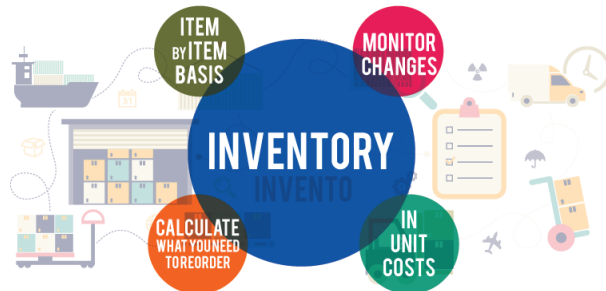 ITEM
BY ITEM
BASIS
MONITOR
CHANGES
INVENTORY
INVENTO
CALCULATE
WHAT YOU NEED
TO REORDER
IN
UNIT
COSTS